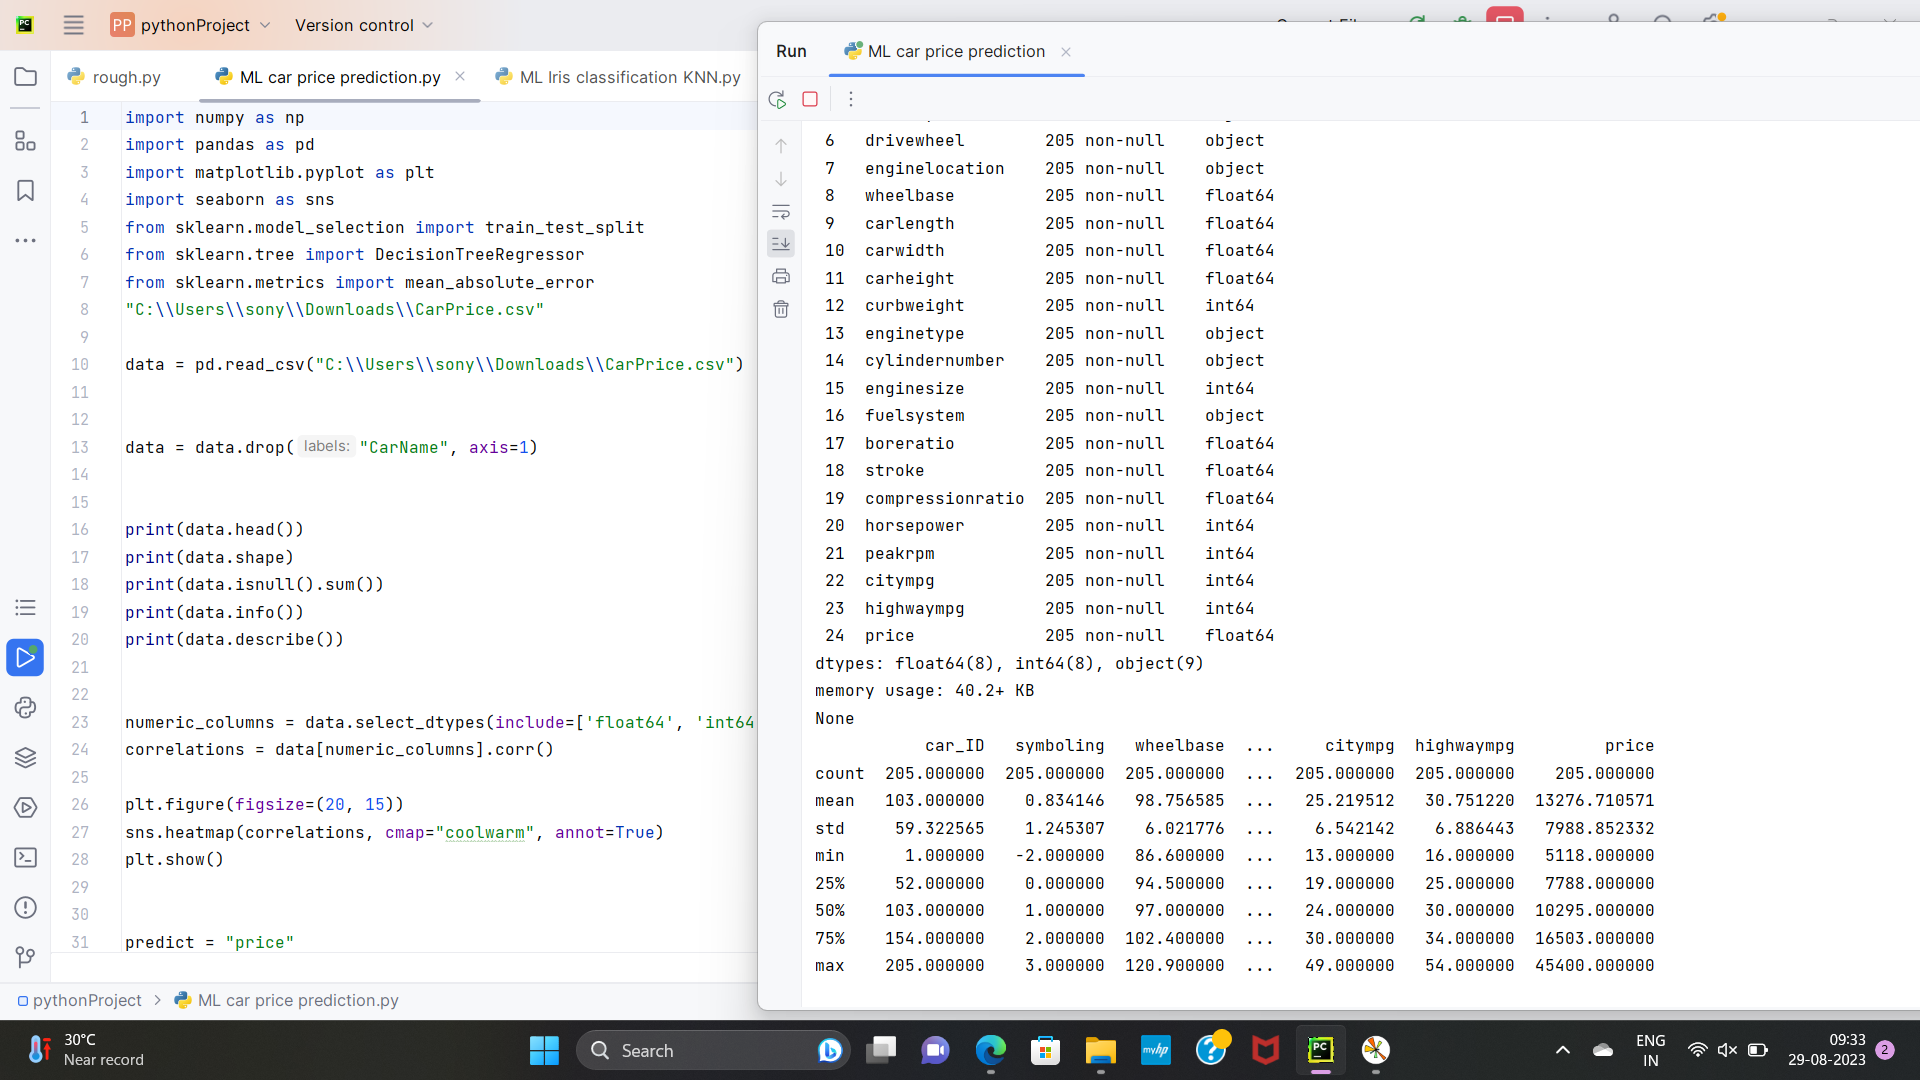 PC
PP pythonProject
Version control
rough.py
ML car price prediction.py
ML Iris classification KNN.py
1 import numpy as np
2 import pandas as pd
3 import matplotlib.pyplot as plt
4 import seaborn as sns
5 from sklearn.model_selection import train_test_split
6 from sklearn.tree import DecisionTreeRegressor
7 from sklearn.metrics import mean_absolute_error
8 "C:\\Users\\sony\\Downloads\\CarPrice.csv"
9
10 data = pd.read_csv("C:\\Users\\sony\\Downloads\\CarPrice.csv")
11
12
13 data = data.drop( labels: "CarName", axis=1)
14
15
16 print(data.head())
17 print(data.shape)
18 print(data.isnull().sum())
19 print(data.info())
20 print(data.describe())
21
22
23 numeric_columns = data.select_dtypes(include=['float64', 'int64
24 correlations = data[numeric_columns].corr()
25
26 plt.figure(figsize=(20, 15))
27 sns.heatmap(correlations, cmap="coolwarm", annot=True)
28 plt.show()
29
30
31 predict = "price"
pythonProject > ML car price prediction.py
Run ML car price prediction
6 drivewheel 205 non-null object
7 enginelocation 205 non-null object
8 wheelbase 205 non-null float64
9 carlength 205 non-null float64
10 carwidth 205 non-null float64
11 carheight 205 non-null float64
12 curbweight 205 non-null int64
13 enginetype 205 non-null object
14 cylindernumber 205 non-null object
15 enginesize 205 non-null int64
16 fuelsystem 205 non-null object
17 boreratio 205 non-null float64
18 stroke 205 non-null float64
19 compressionratio 205 non-null float64
20 horsepower 205 non-null int64
21 peakrpm 205 non-null int64
22 citympg 205 non-null int64
23 highwaympg 205 non-null int64
24 price 205 non-null float64
dtypes: float64(8), int64(8), object(9)
memory usage: 40.2+ KB
None
car_ID symboling wheelbase ... citympg highwaympg price
count 205.000000 205.000000 205.000000 ... 205.000000 205.000000 205.000000
mean 103.000000 0.834146 98.756585 ... 25.219512 30.751220 13276.710571
std 59.322565 1.245307 6.021776 ... 6.542142 6.886443 7988.852332
min 1.000000 -2.000000 86.600000 ... 13.000000 16.000000 5118.000000
25% 52.000000 0.000000 94.500000 ... 19.000000 25.000000 7788.000000
50% 103.000000 1.000000 97.000000 ... 24.000000 30.000000 10295.000000
75% 154.000000 2.000000 102.400000 ... 30.000000 34.000000 16503.000000
max 205.000000 3.000000 120.900000 ... 49.000000 54.000000 45400.000000
30°C
Near record
Search
myhp
PC
ENG
IN
09:33
29-08-2023
2